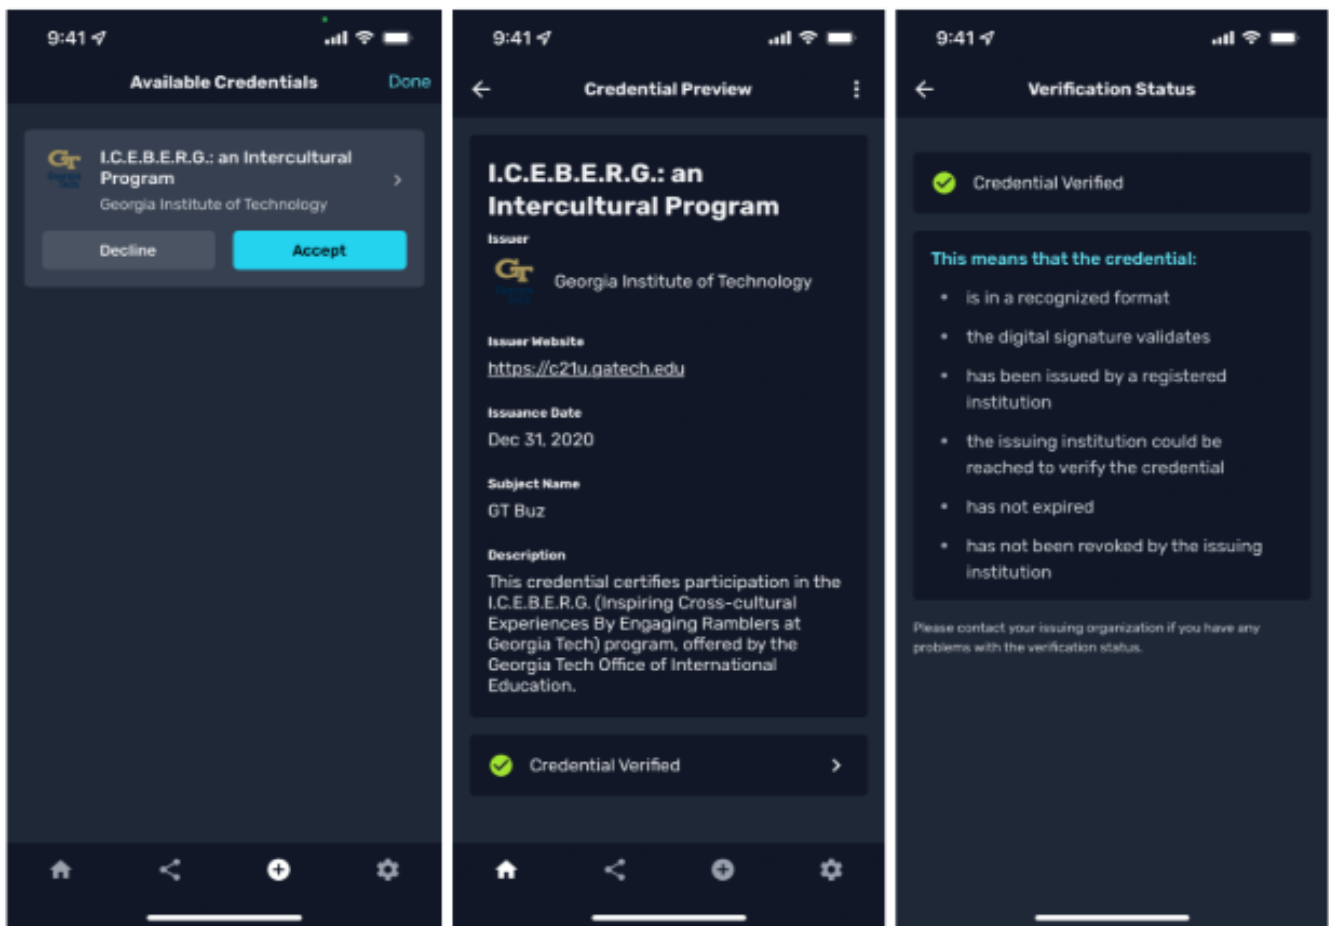 9:41
Available Credentials
Done
GT
I.C.E.B.E.R.G.: an Intercultural
Program
Georgia Institute of Technology
Decline
Accept
9:41
Credential Preview
I.C.E.B.E.R.G.: an
Intercultural Program
Issuer
GT
Georgia Institute of Technology
Issuer Website
https://c21u.gatech.edu
Issuance Date
Dec 31, 2020
Subject Name
GT Buz
Description
This credential certifies participation in the
I.C.E.B.E.R.G. (Inspiring Cross-cultural
Experiences By Engaging Ramblers at
Georgia Tech) program, offered by the
Georgia Tech Office of International
Education.
Credential Verified
9:41
Verification Status
Credential Verified
This means that the credential:
• is in a recognized format
• the digital signature validates
• has been issued by a registered
institution
• the issuing institution could be
reached to verify the credential
• has not expired
• has not been revoked by the issuing
institution
Please contact your issuing organization if you have any
problems with the verification status.